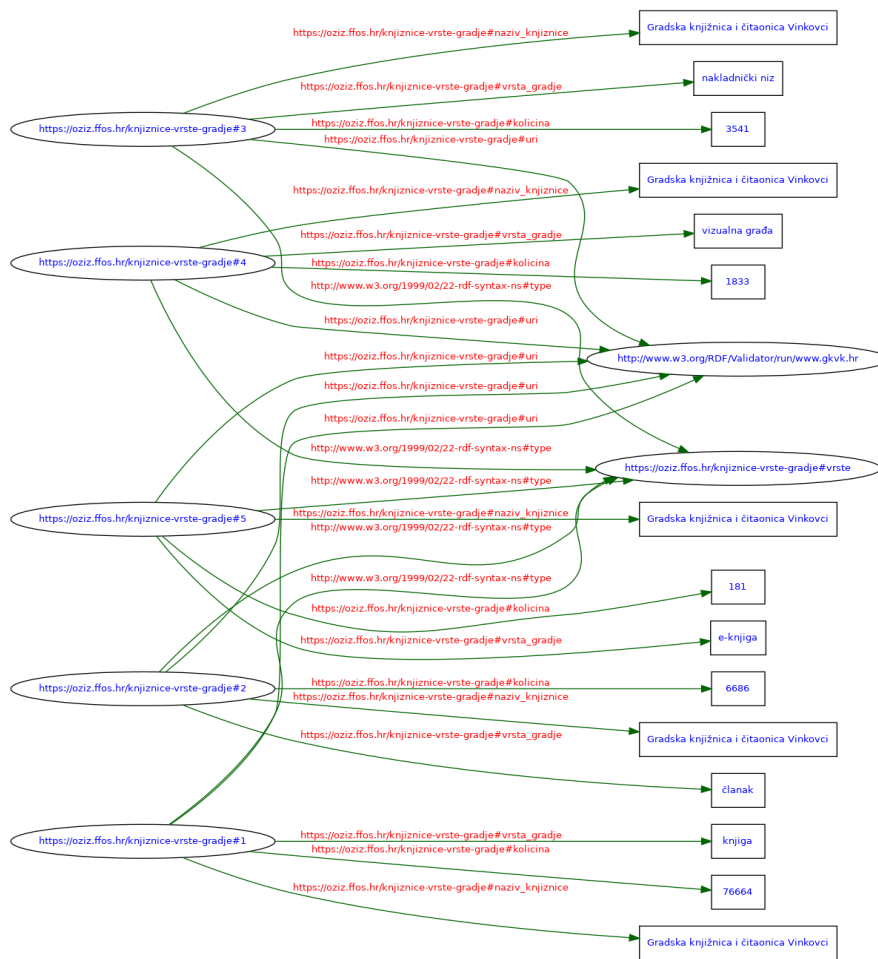 https://oziz.ffos.hr/knjiznice-vrste-gradje#naziv_knjiznice
Gradska knjižnica i čitaonica Vinkovci
https://oziz.ffos.hr/knjiznice-vrste-gradje#vrsta_gradje
nakladnički niz
https://oziz.ffos.hr/knjiznice-vrste-gradje#3
https://oziz.ffos.hr/knjiznice-vrste-gradje#kolicina
3541
https://oziz.ffos.hr/knjiznice-vrste-gradje#uri
https://oziz.ffos.hr/knjiznice-vrste-gradje#naziv_knjiznice
Gradska knjižnica i čitaonica Vinkovci
https://oziz.ffos.hr/knjiznice-vrste-gradje#vrsta_gradje
vizualna građa
https://oziz.ffos.hr/knjiznice-vrste-gradje#4
https://oziz.ffos.hr/knjiznice-vrste-gradje#kolicina
1833
http://www.w3.org/1999/02/22-rdf-syntax-ns#type
https://oziz.ffos.hr/knjiznice-vrste-gradje#uri
https://oziz.ffos.hr/knjiznice-vrste-gradje#uri
http://www.w3.org/RDF/Validator/run/www.gkvk.hr
https://oziz.ffos.hr/knjiznice-vrste-gradje#uri
https://oziz.ffos.hr/knjiznice-vrste-gradje#uri
http://www.w3.org/1999/02/22-rdf-syntax-ns#type
https://oziz.ffos.hr/knjiznice-vrste-gradje#vrste
http://www.w3.org/1999/02/22-rdf-syntax-ns#type
https://oziz.ffos.hr/knjiznice-vrste-gradje#5
https://oziz.ffos.hr/knjiznice-vrste-gradje#naziv_knjiznice
Gradska knjižnica i čitaonica Vinkovci
http://www.w3.org/1999/02/22-rdf-syntax-ns#type
http://www.w3.org/1999/02/22-rdf-syntax-ns#type
181
https://oziz.ffos.hr/knjiznice-vrste-gradje#kolicina
https://oziz.ffos.hr/knjiznice-vrste-gradje#vrsta_gradje
e-knjiga
https://oziz.ffos.hr/knjiznice-vrste-gradje#2
https://oziz.ffos.hr/knjiznice-vrste-gradje#kolicina
6686
https://oziz.ffos.hr/knjiznice-vrste-gradje#naziv_knjiznice
https://oziz.ffos.hr/knjiznice-vrste-gradje#vrsta_gradje
Gradska knjižnica i čitaonica Vinkovci
članak
https://oziz.ffos.hr/knjiznice-vrste-gradje#1
https://oziz.ffos.hr/knjiznice-vrste-gradje#vrsta_gradje
knjiga
https://oziz.ffos.hr/knjiznice-vrste-gradje#kolicina
76664
https://oziz.ffos.hr/knjiznice-vrste-gradje#naziv_knjiznice
Gradska knjižnica i čitaonica Vinkovci